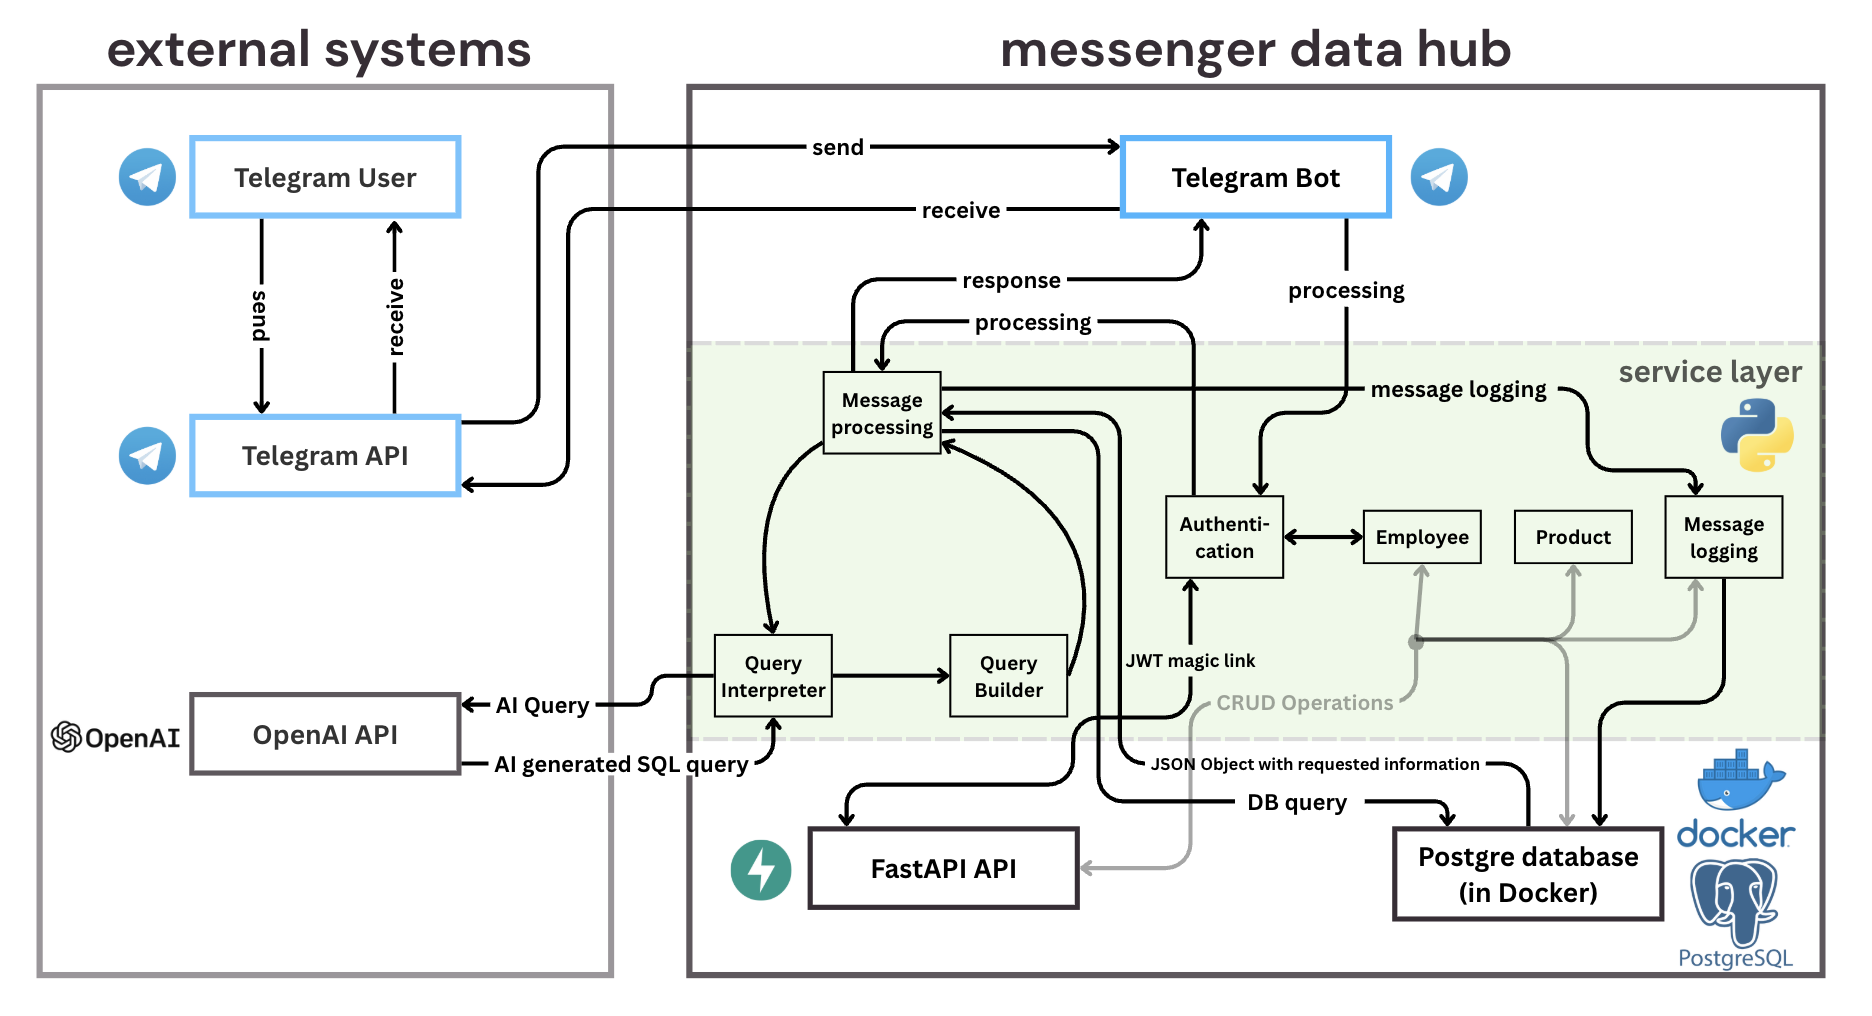 external systems
messenger data hub
Telegram User
send
receive
Telegram API
OpenAI
OpenAI API
AI Query
AI generated SQL query
send
receive
Telegram Bot
response
processing
processing
service layer
Message
processing
message logging
Authenti-
cation
Employee
Product
Message
logging
Query
Interpreter
Query
Builder
JWT magic link
CRUD Operations
JSON Object with requested information
DB query
FastAPI API
Postgre database
(in Docker)
docker
PostgreSQL